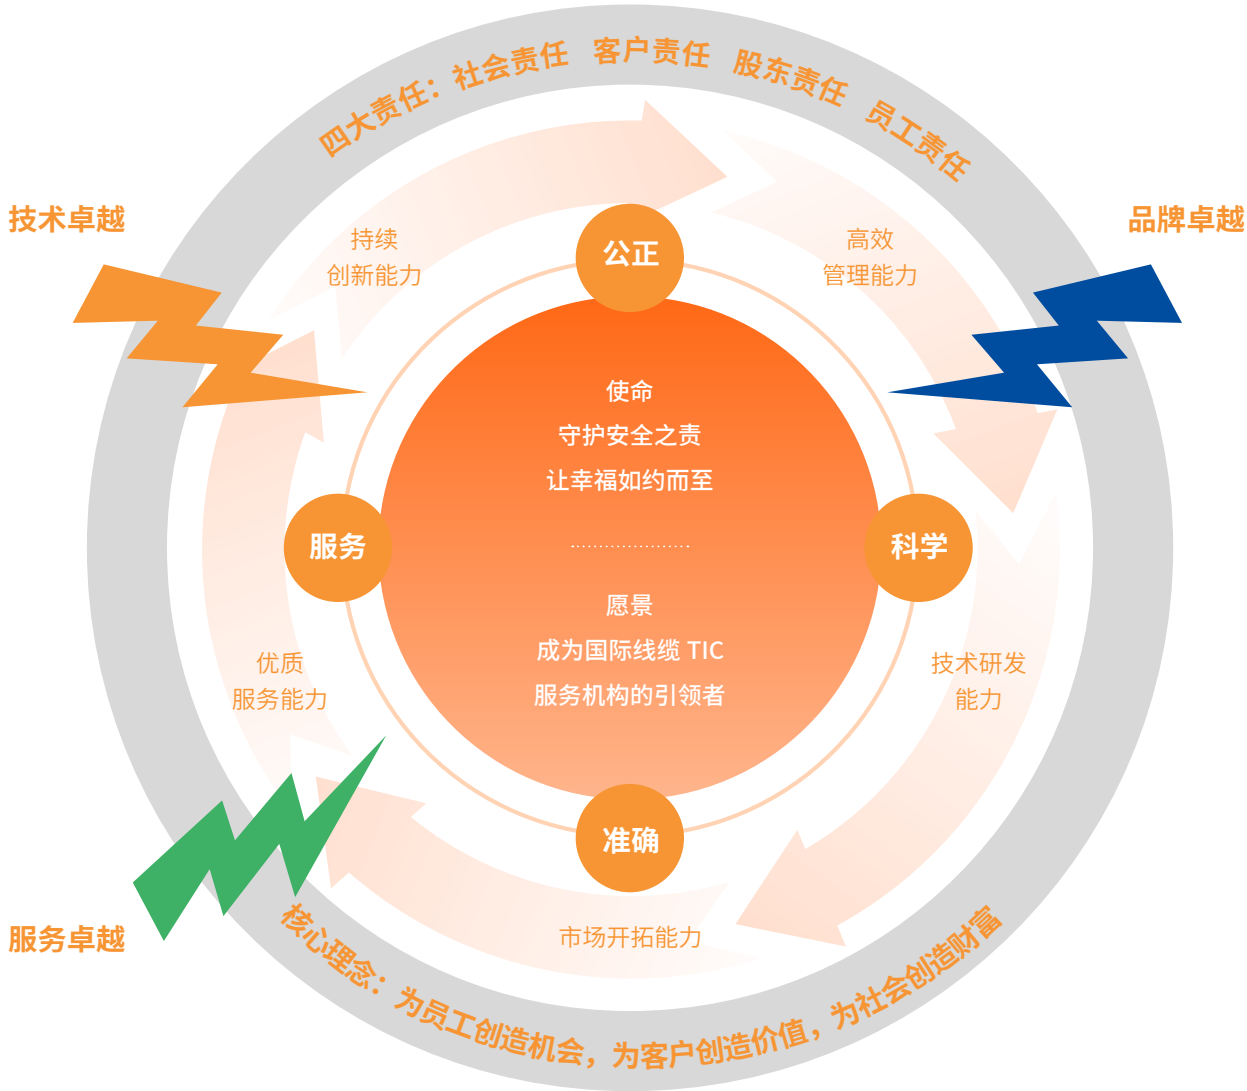 四大责任：社会责任 客户责任 股东责任 员工责任
技术卓越
品牌卓越
持续
创新能力
公正
高效
管理能力
使命
守护安全之责
让幸福如约而至
服务
科学
愿景
成为国际线缆 TIC
服务机构的引领者
优质
服务能力
技术研发
能力
准确
市场开拓能力
服务卓越
核心理念：为员工创造机会，为客户创造价值，为社会创造财富